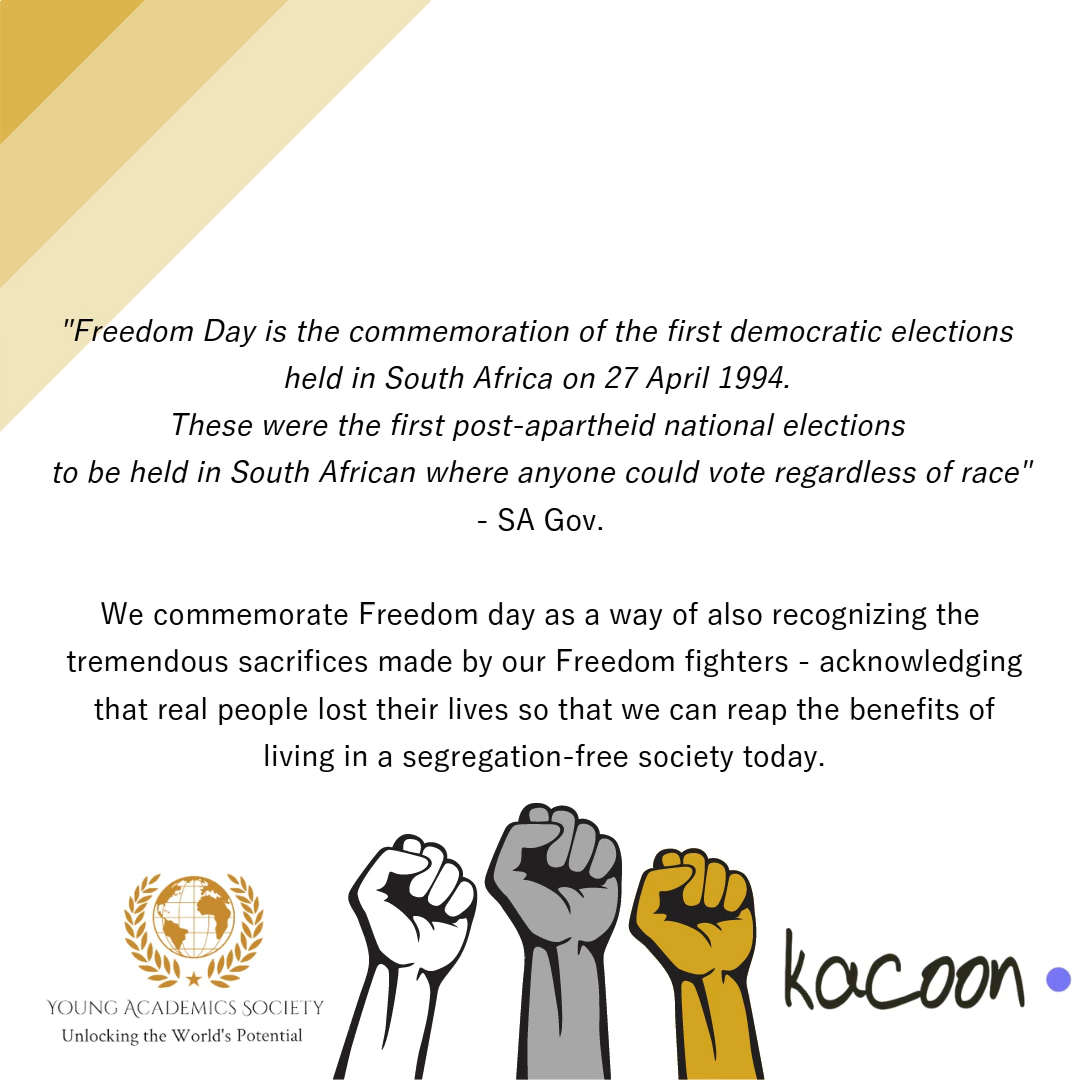 "Freedom Day is the commemoration of the first democratic elections
held in South Africa on 27 April 1994.
These were the first post-apartheid national elections
to be held in South African where anyone could vote regardless of race"
- SA Gov.
We commemorate Freedom day as a way of also recognizing the
tremendous sacrifices made by our Freedom fighters - acknowledging
that real people lost their lives so that we can reap the benefits of
living in a segregation-free society today.
Young Academics Society
Unlocking the World's Potential
kacoon